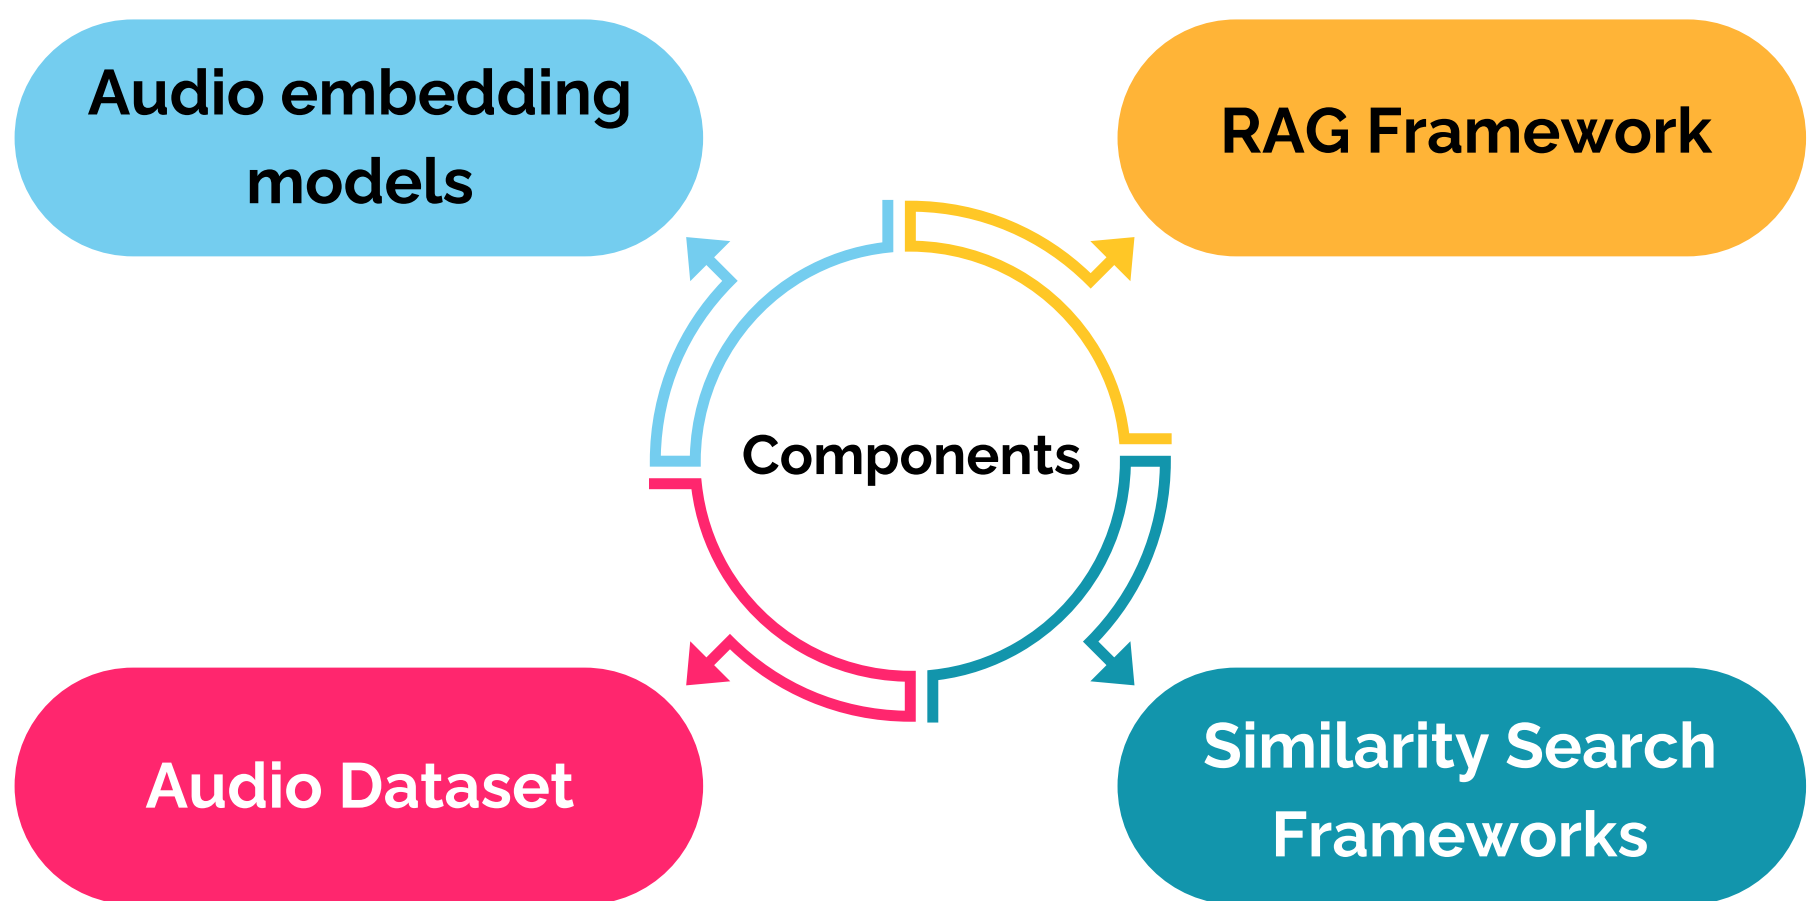 Audio embedding
models
RAG Framework
Components
Audio Dataset
Similarity Search
Frameworks